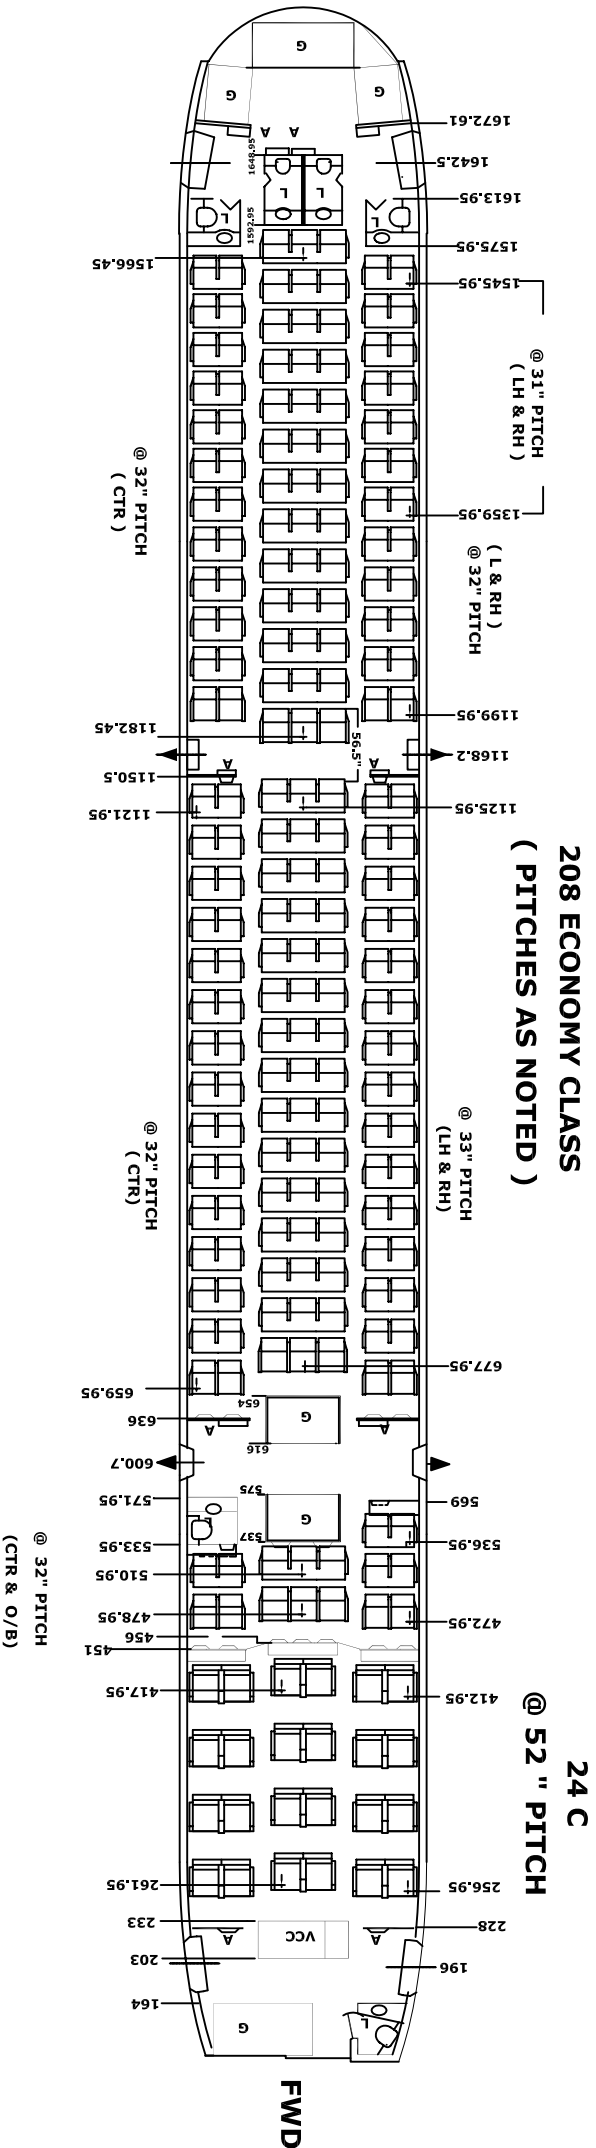 G
G
G
1672.61
A A
1648.95
1642.5
L L
1613.95
1592.95
L L
1575.95
1566.45
1545.95
@ 31" PITCH
( LH & RH )
@ 32" PITCH
( CTR )
1359.95
( L & RH )
@ 32" PITCH
1199.95
1182.45
56.5"
1168.2
A A
1150.5
1121.95
1125.95
208 ECONOMY CLASS
( PITCHES AS NOTED )
@ 33" PITCH
(LH & RH)
@ 32" PITCH
( CTR)
677.95
659.95
654
636
G
A A
616
600.7
575
571.95
569
L
G
537
533.95
536.95
510.95
@ 32" PITCH
(CTR & O/B)
478.95
472.95
456
451
417.95
412.95
24 C
@ 52 " PITCH
261.95
256.95
233
228
A VCC A
203
196
164
L
G
FWD